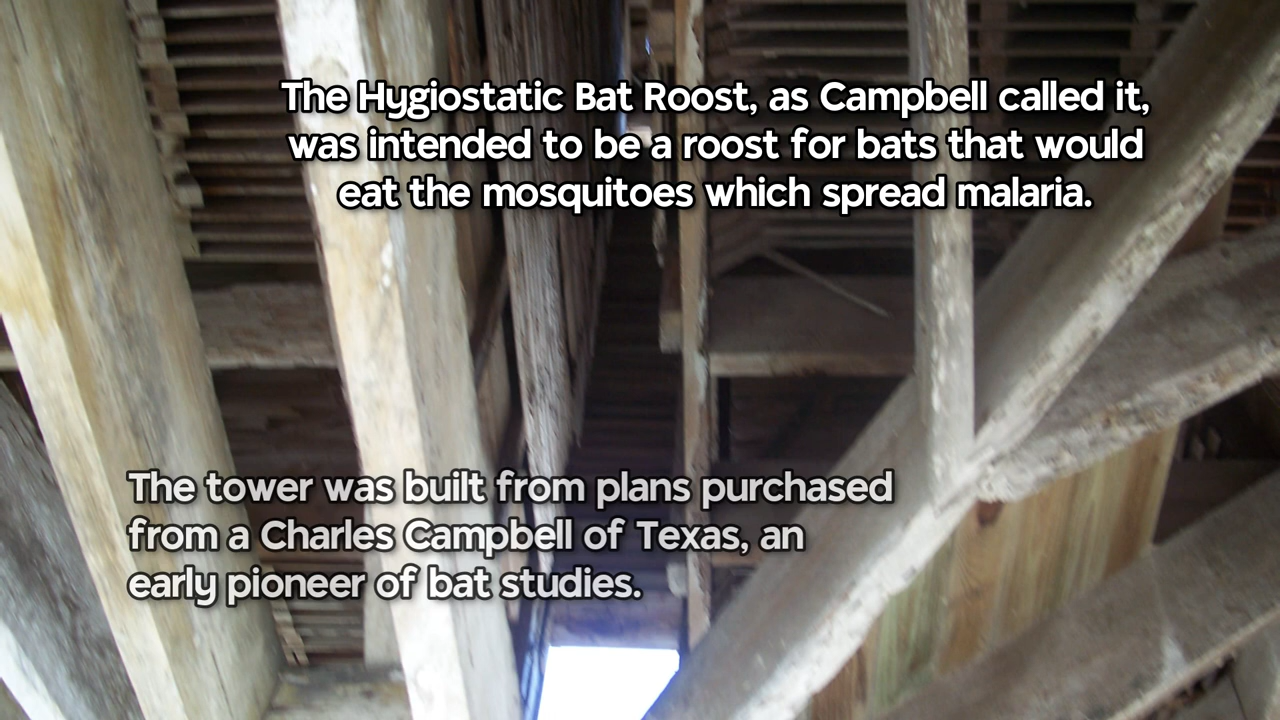 The Hygiostatic Bat Roost, as Campbell called it,
was intended to be a roost for bats that would
eat the mosquitoes which spread malaria.
The tower was built from plans purchased
from a Charles Campbell of Texas, an
early pioneer of bat studies.